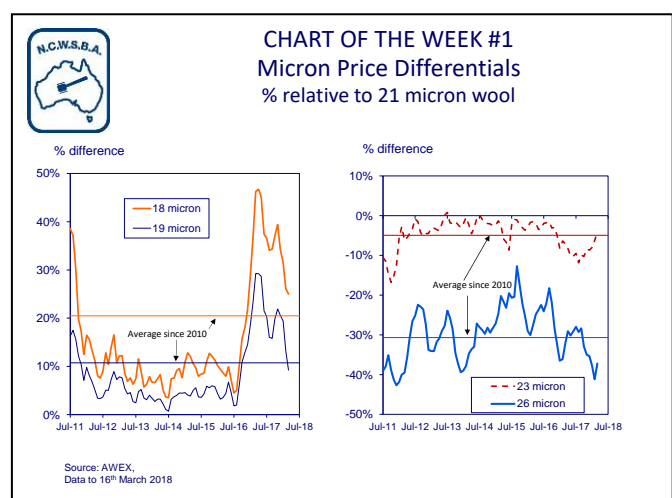 N.C.W.S.B.A.
CHART OF THE WEEK #1
Micron Price Differentials
% relative to 21 micron wool
% difference
50%
40%
30%
20%
10%
0%
18 micron
19 micron
Average since 2010
Jul-11 Jul-12 Jul-13 Jul-14 Jul-15 Jul-16 Jul-17 Jul-18
% difference
10%
0%
-10%
-20%
-30%
-40%
-50%
Average since 2010
23 micron
26 micron
Jul-11 Jul-12 Jul-13 Jul-14 Jul-15 Jul-16 Jul-17 Jul-18
Source: AWEX,
Data to 16th March 2018